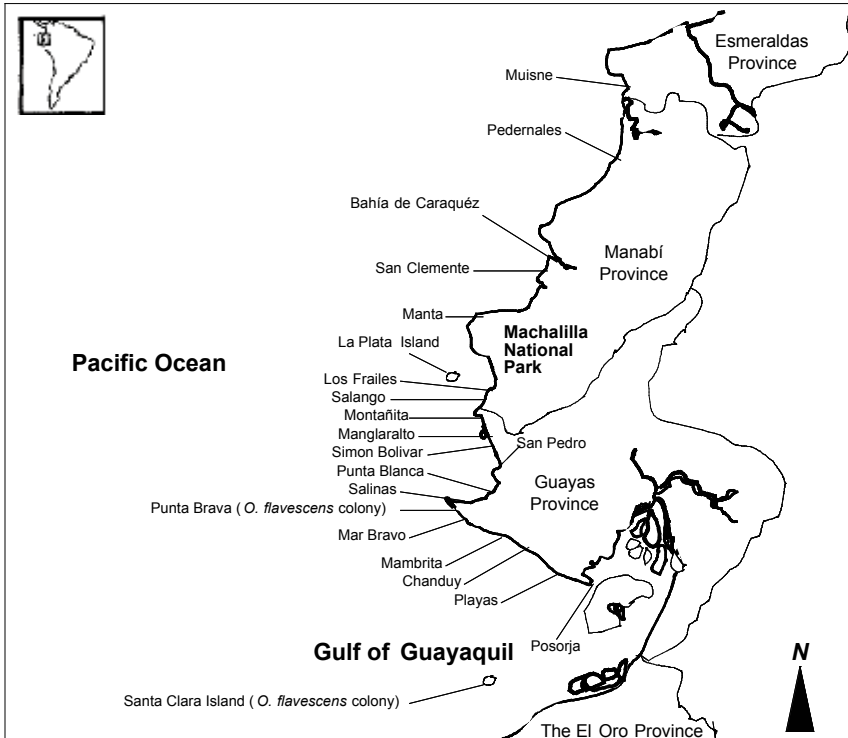 Esmeraldas
Province
Muisne
Pedernales
Bahía de Caraquéz
Manabí
Province
San Clemente
Manta
Machalilla
National
Park
La Plata Island
Pacific Ocean
Los Frailes
Salango
Montañita
Manglaralto
San Pedro
Simon Bolivar
Punta Blanca
Guayas
Province
Salinas
Punta Brava ( O. flavescens colony)
Mar Bravo
Mambrita
Chanduy
Playas
Posorja
Gulf of Guayaquil
N
Santa Clara Island ( O. flavescens colony)
The El Oro Province